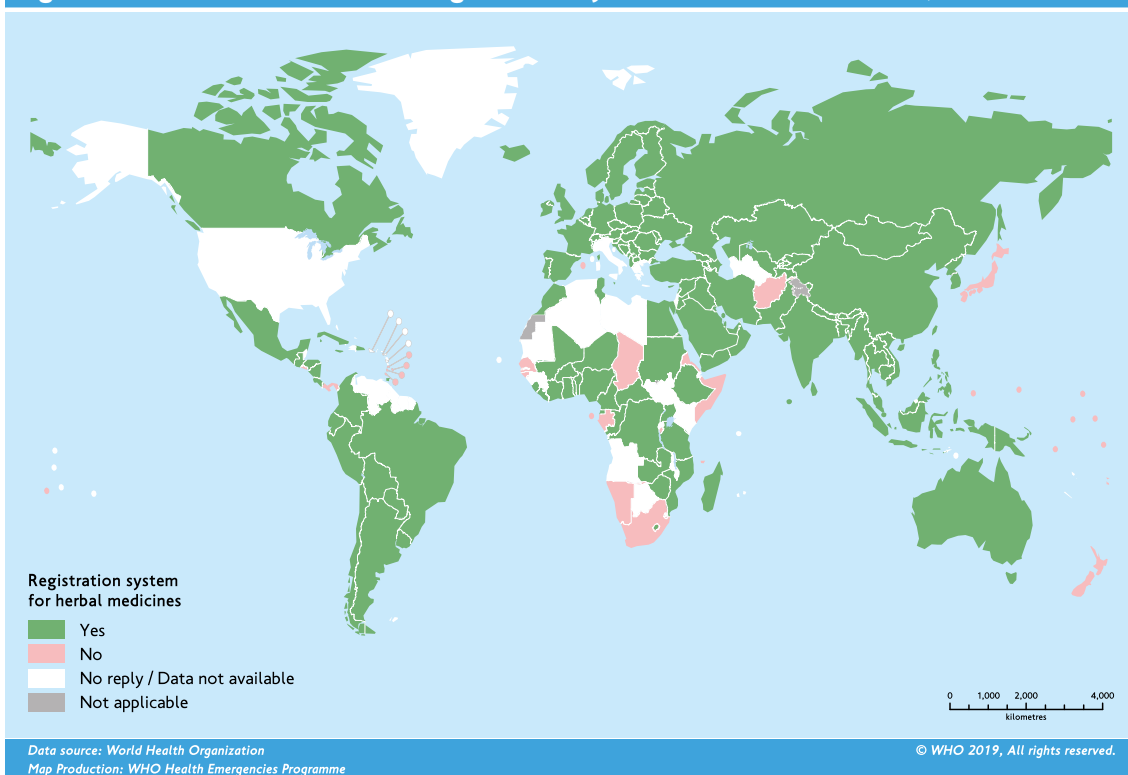 Registration system
for herbal medicines
Yes
No
No reply / Data not available
Not applicable
0 1,000 2,000 4,000
kilometres
Data source: World Health Organization
© WHO 2019, All rights reserved.
Map Production: WHO Health Emergencies Programme